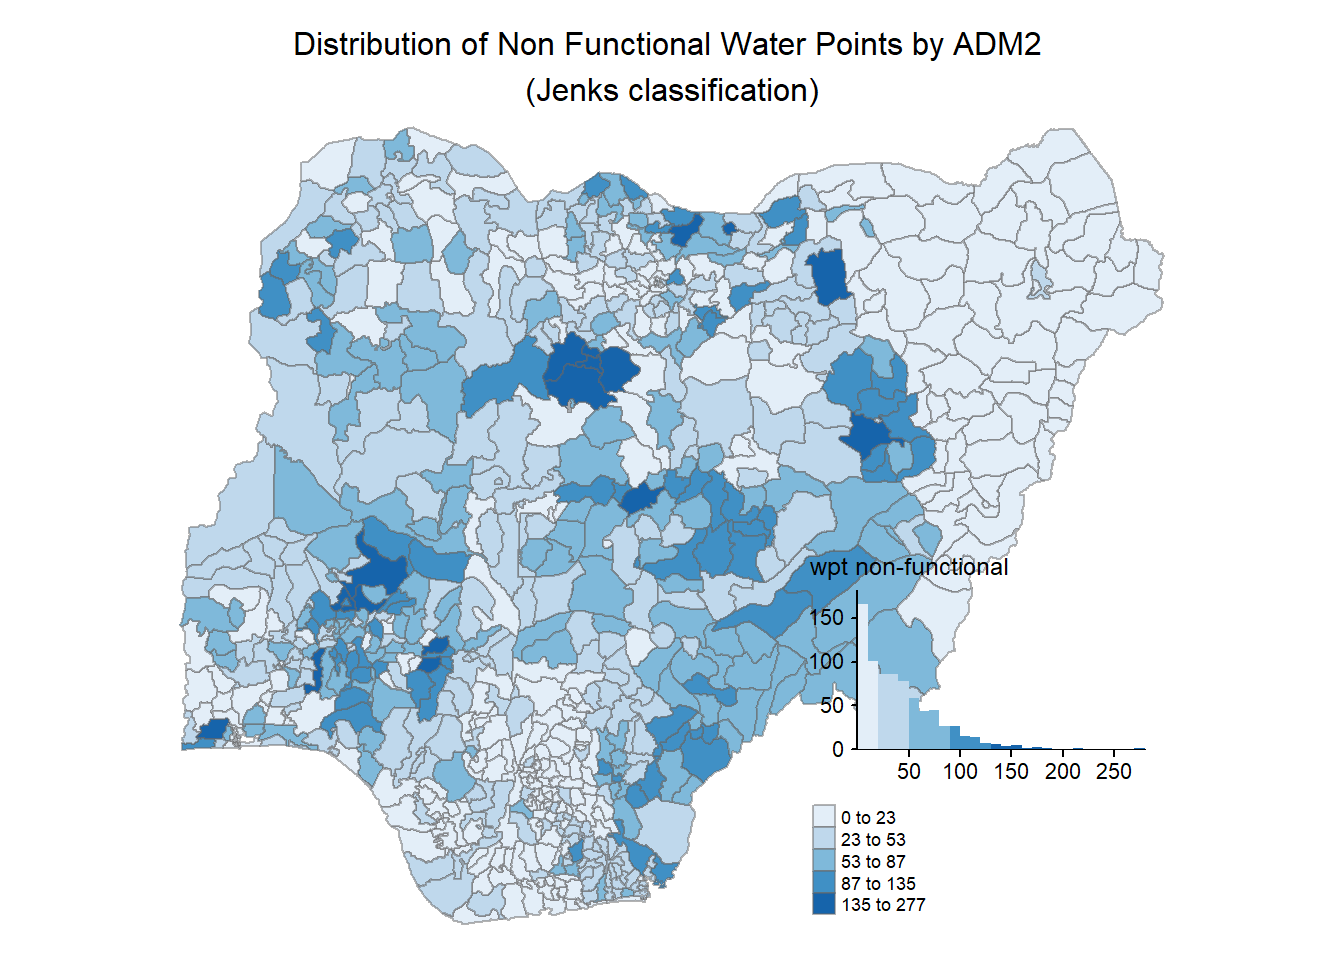 Distribution of Non Functional Water Points by ADM2
(Jenks classification)
wpt non-functional
150
100
50
0
50 100 150 200 250
0 to 23
23 to 53
53 to 87
87 to 135
135 to 277